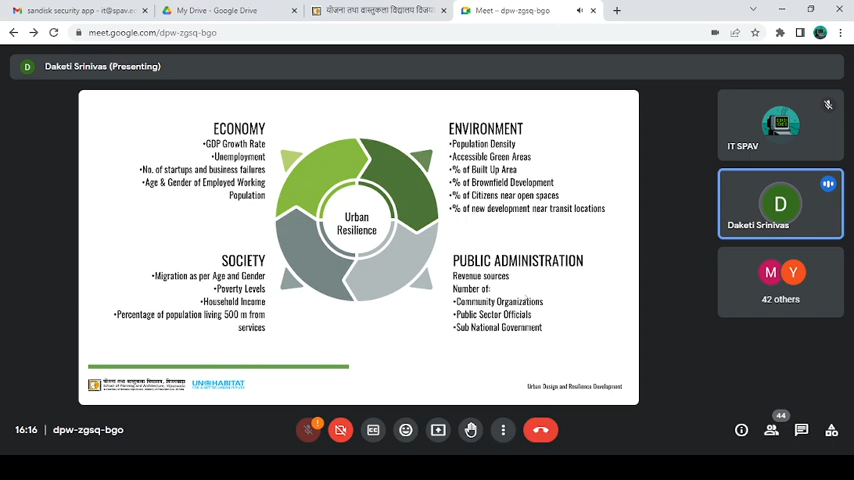 sandisk security app - it@spav.ec
My Drive - Google Drive
योजना तथा वास्तुकला विद्यालय विजय
Meet – dpw-zgsq-bgo
meet.google.com/dpw-zgsq-bgo
D
Daketi Srinivas (Presenting)
ECONOMY
•GDP Growth Rate
•Unemployment
•No. of startups and business failures
•Age & Gender of Employed Working
Population
ENVIRONMENT
•Population Density
•Accessible Green Areas
•% of Built Up Area
•% of Brownfield Development
•% of Citizens near open spaces
•% of new development near transit locations
Urban
Resilience
SOCIETY
•Migration as per Age and Gender
•Poverty Levels
•Household Income
•Percentage of population living 500 m from
services
PUBLIC ADMINISTRATION
Revenue sources
Number of:
•Community Organizations
•Public Sector Officials
•Sub National Government
UN HABITAT
Urban Design and Resilience Development
IT SPAV
D
Daketi Srinivas
M Y
42 others
16:16
dpw-zgsq-bgo
44